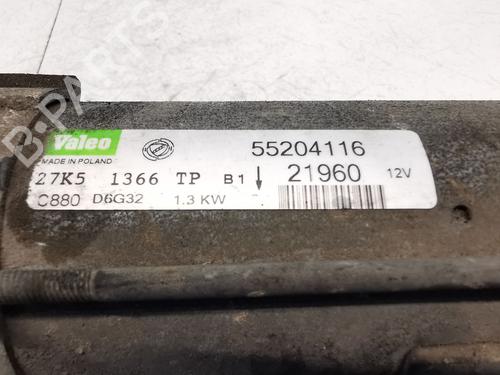 B-PARTS
Valeo
MADE IN POLAND
55204116
27K5 1366 TP B1 21960 12V
C880 D6G32 1.3 KW